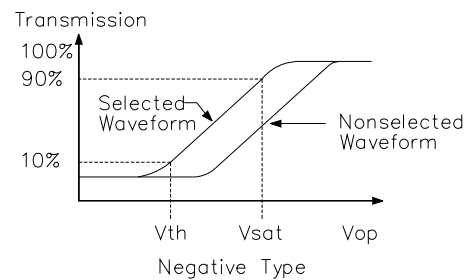 Transmission
100%
90%
Selected
Waveform
Nonselected
Waveform
10%
Vth
Vsat
Vop
Negative Type